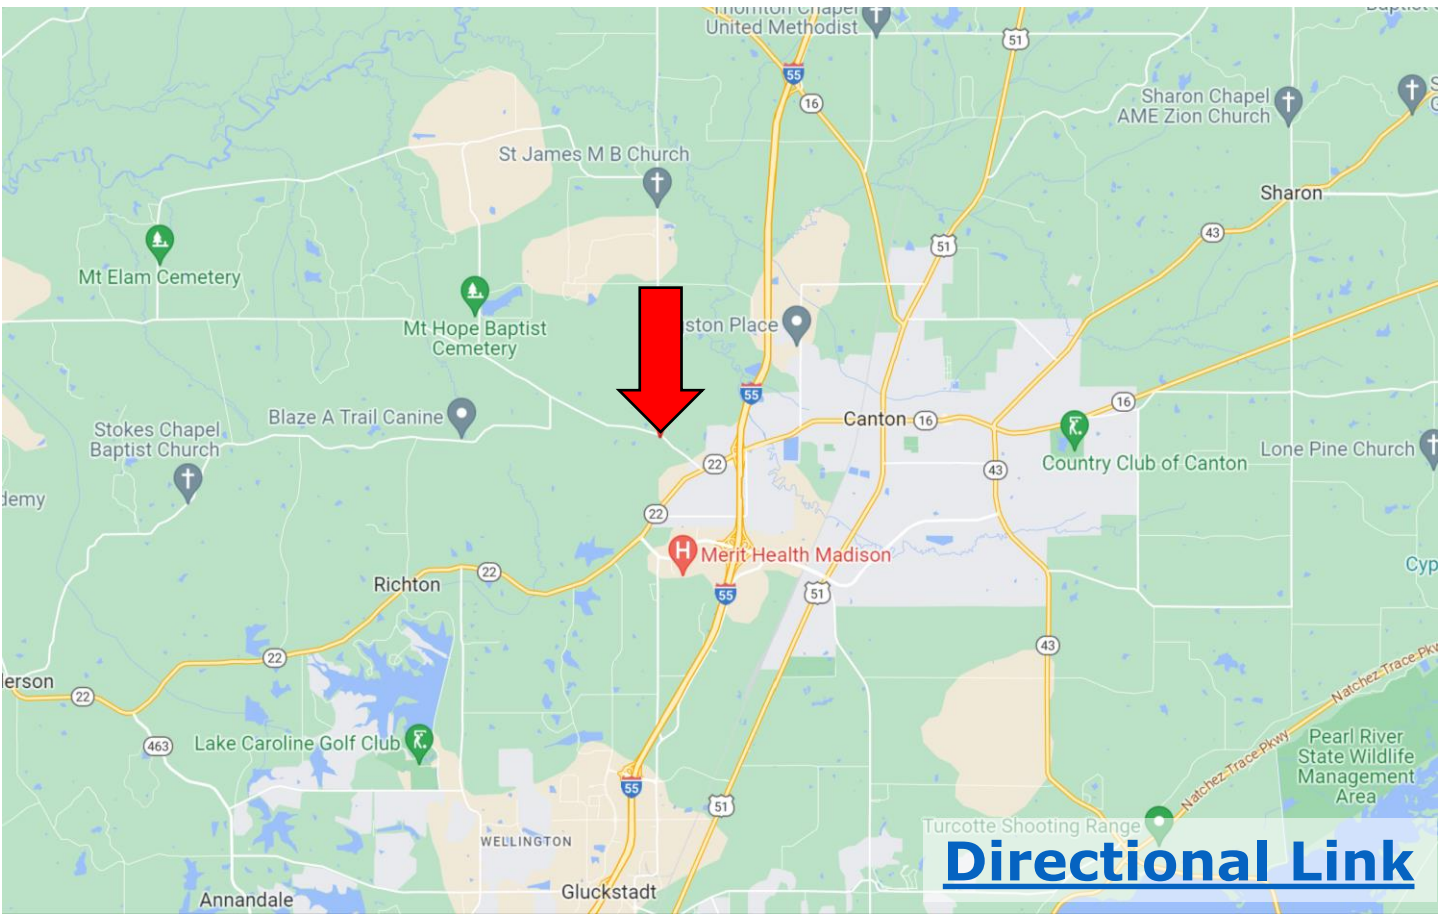 Thornton Chapel
United Methodist
51
55
16
Sharon Chapel
AME Zion Church
St James M B Church
Sharon
43
51
Mt Elam Cemetery
Mt Hope Baptist
Cemetery
ston Place
55
16
Canton
16
Blaze A Trail Canine
Stokes Chapel
Baptist Church
Country Club of Canton
Lone Pine Church
22
43
demy
22
Merit Health Madison
Cyp
22
Richton
55
51
43
22
lerson
22
Natchez Trace Pkwy
463
Lake Caroline Golf Club
Pearl River
State Wildlife
Management
Area
Natchez Trace Pkwy
55
51
Turcotte Shooting Range
WELLINGTON
Directional Link
Gluckstadt
Annandale